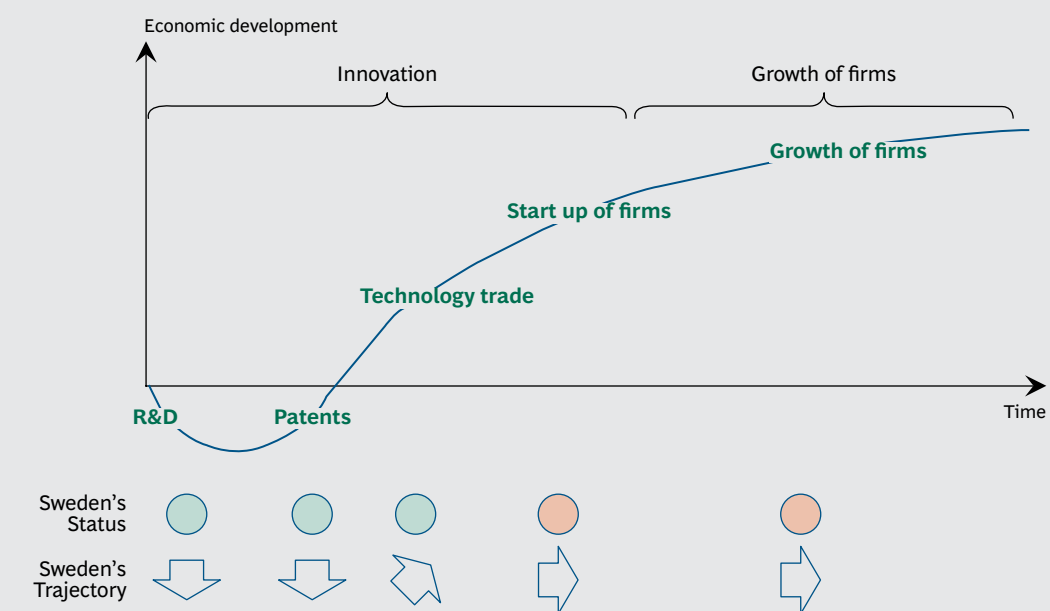 Economic development
Innovation
Growth of firms
Growth of firms
Start up of firms
Technology trade
R&D
Patents
Time
Sweden's
Status
Sweden's
Trajectory